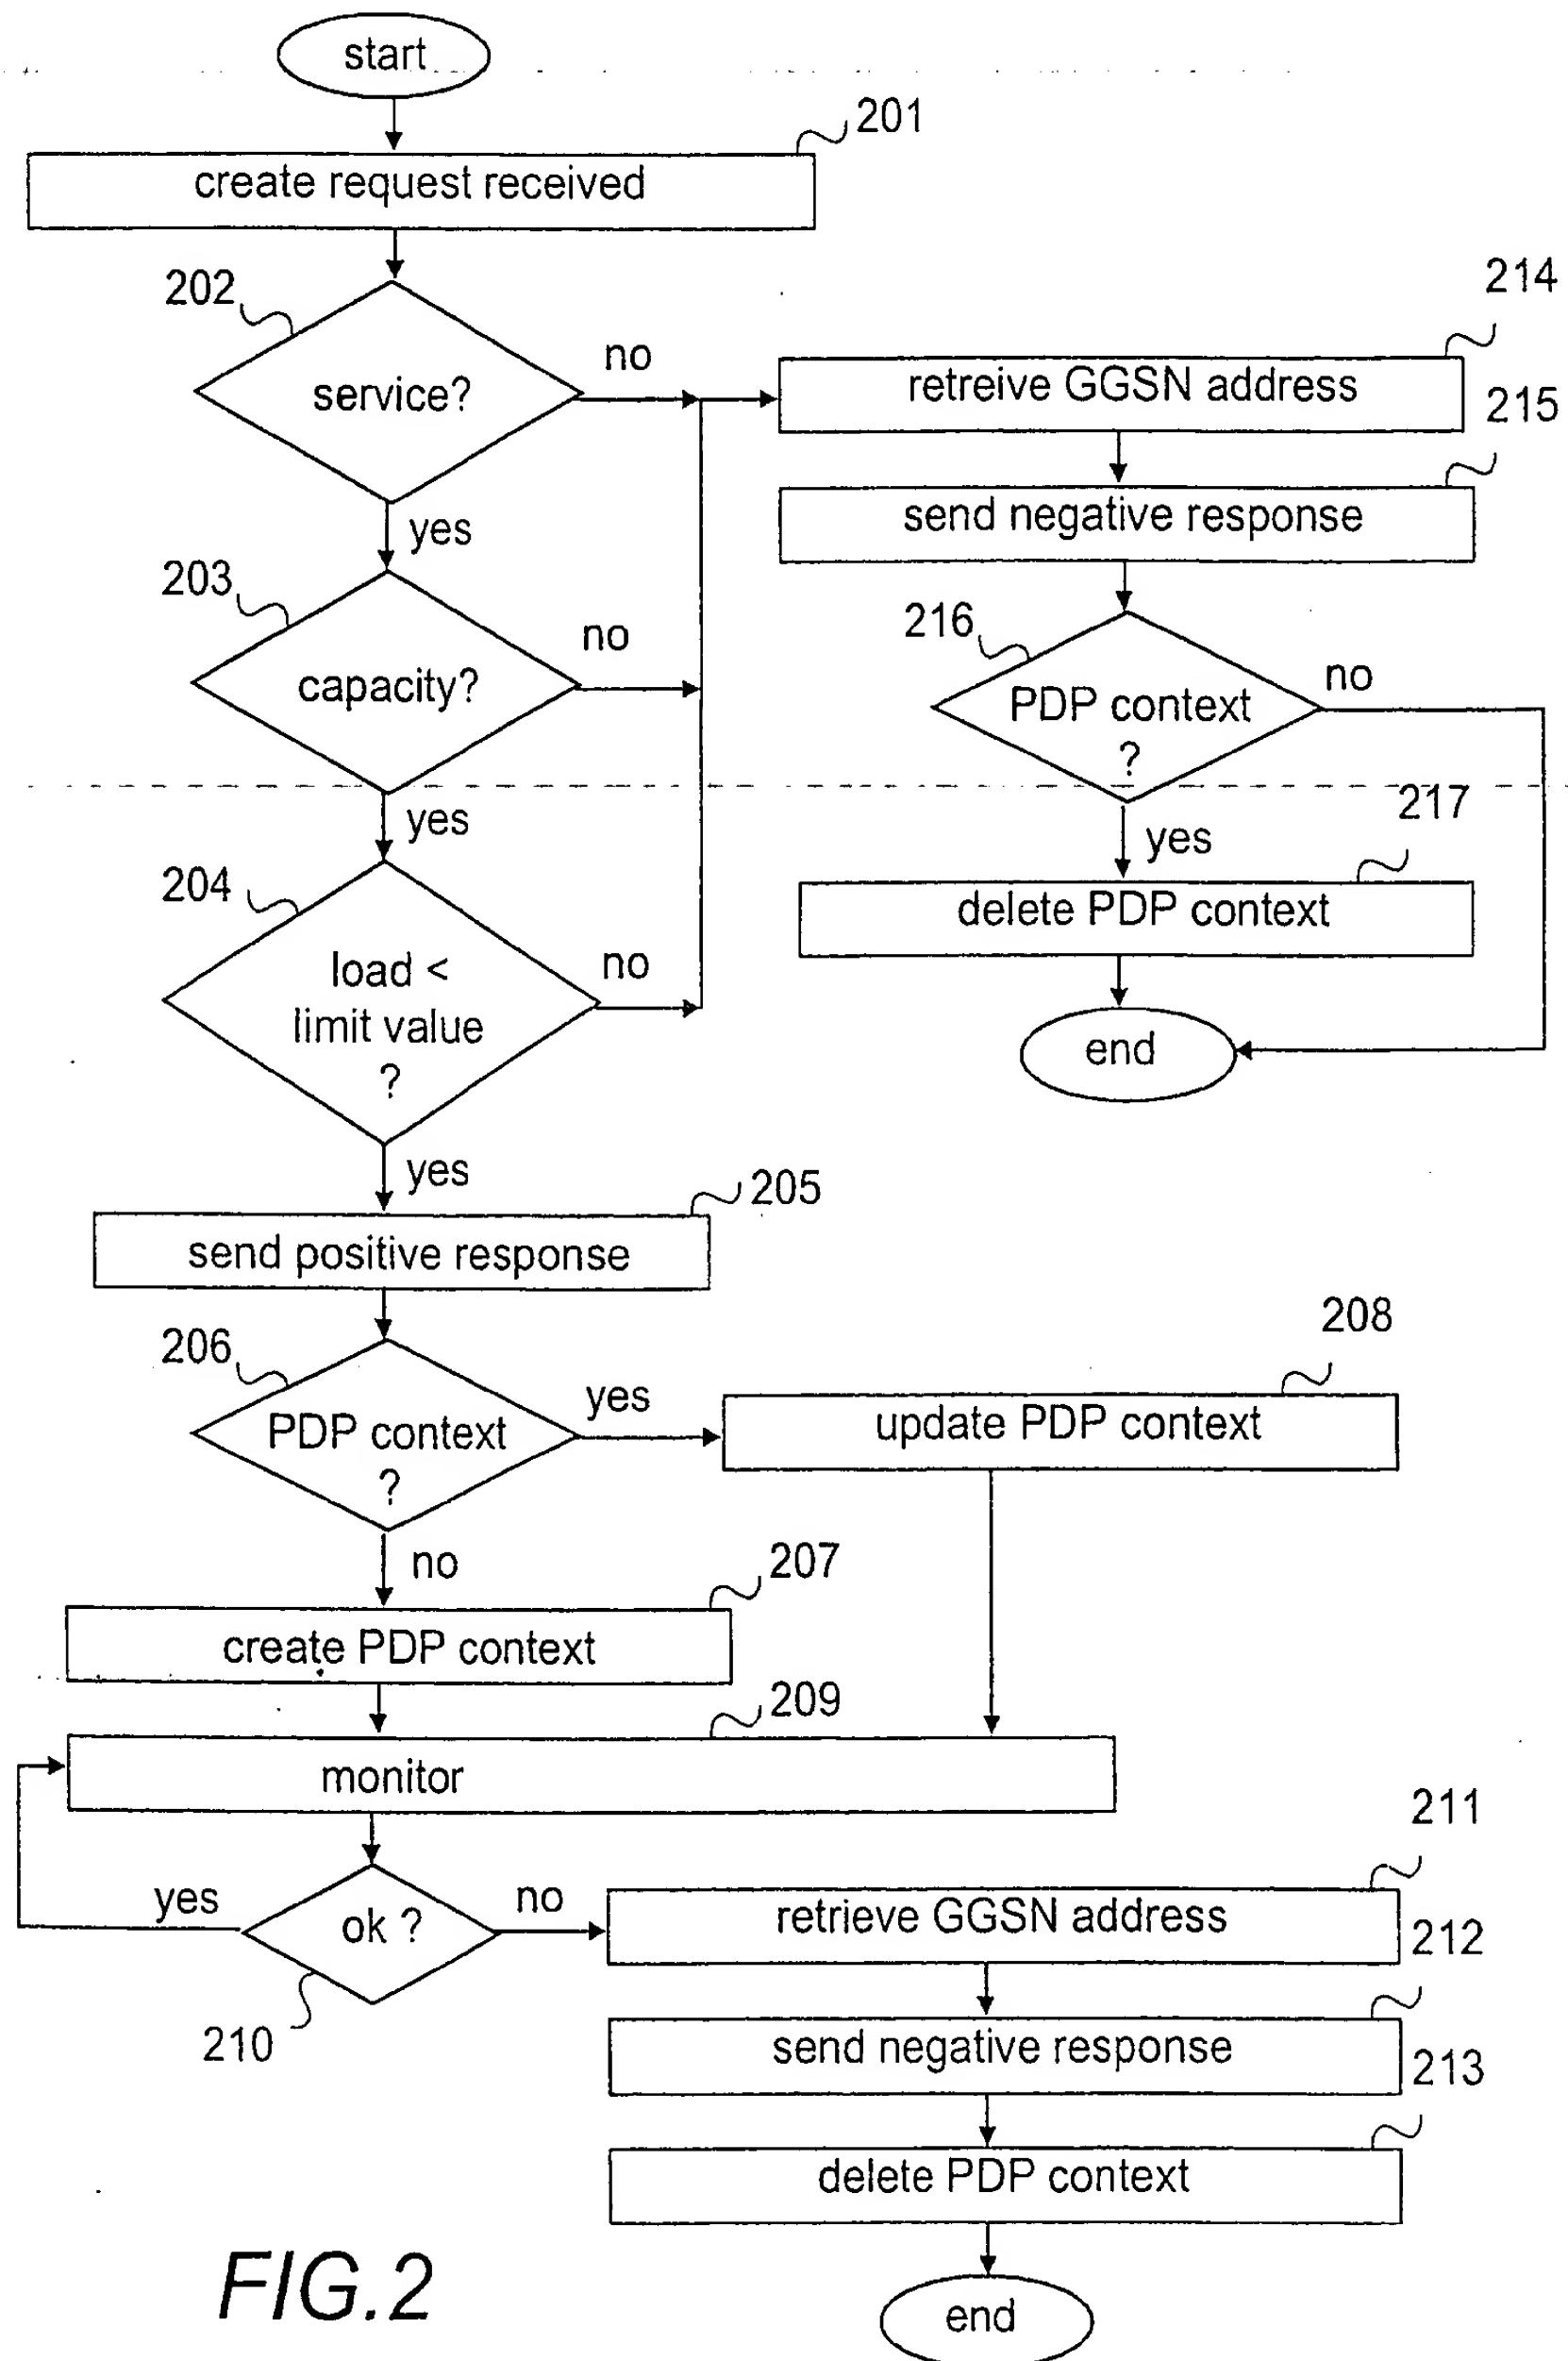 start
201
create request received
202
service?
no
214
retreive GGSN address
215
send negative response
yes
203
capacity?
no
216
PDP context
?
no
yes
217
delete PDP context
end
yes
204
load <
limit value
?
no
yes
205
send positive response
206
PDP context
?
yes
208
update PDP context
no
207
create PDP context
209
monitor
yes
ok ?
no
210
211
retrieve GGSN address
212
send negative response
213
delete PDP context
end
FIG.2